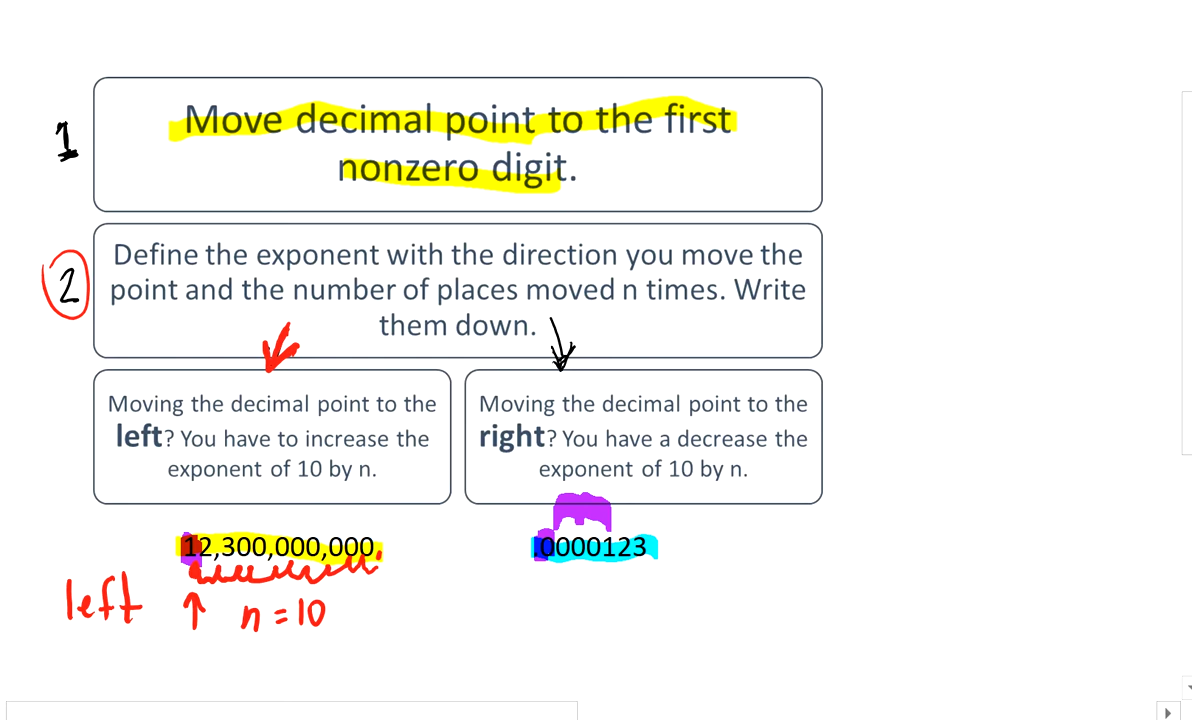 1
Move decimal point to the first
nonzero digit.
2
Define the exponent with the direction you move the
point and the number of places moved n times. Write
them down.
Moving the decimal point to the
left? You have to increase the
exponent of 10 by n.
Moving the decimal point to the
right? You have a decrease the
exponent of 10 by n.
12,300,000,000
.0000123
left
n = 10